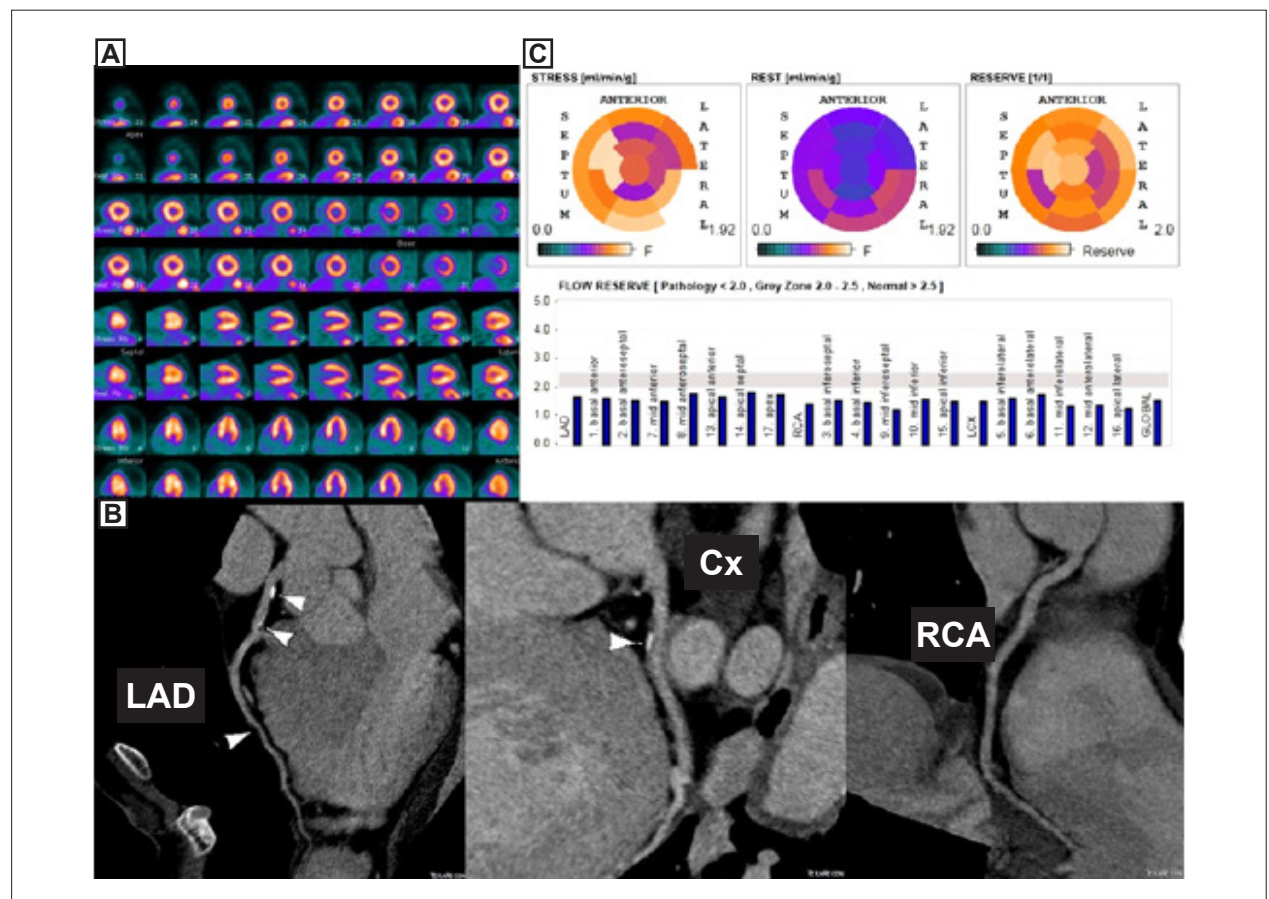 A
C
STRESS [ml/min/g]
REST [ml/min/g]
RESERVE [1/1]
ANTERIOR
ANTERIOR
ANTERIOR
SEPTUM
LATERAL
SEPTUM
LATERAL
SEPTUM
LATERAL
0.0
1.92
0.0
1.92
0.0
2.0
F
F
Reserve
FLOW RESERVE [ Pathology < 2.0 , Grey Zone 2.0 - 2.5 , Normal > 2.5 ]
5.0
4.0
3.0
2.0
1.0
0.0
LAD
1. basal anterior
2. basal anteroseptal
7. mid anterior
8. mid anteroseptal
13. apical anterior
14. apical septal
17. apex
RCA
3. basal inferoseptal
4. basal inferior
9. mid inferoseptal
10. mid inferior
15. apical inferior
LCX
5. basal inferolateral
6. basal anterolateral
11. mid inferolateral
12. mid anterolateral
16. apical lateral
GLOBAL
Apex
Base
Septal
Inferior
B
LAD
Cx
RCA